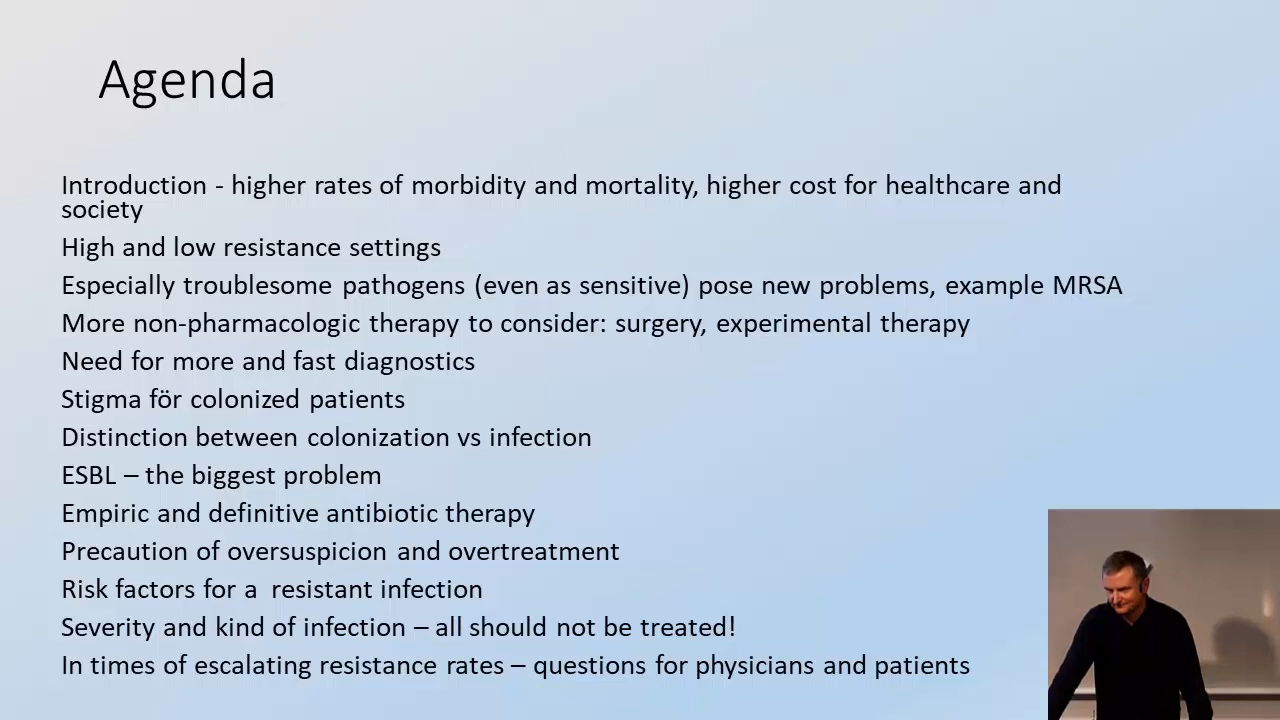 Agenda
Introduction - higher rates of morbidity and mortality, higher cost for healthcare and
society
High and low resistance settings
Especially troublesome pathogens (even as sensitive) pose new problems, example MRSA
More non-pharmacologic therapy to consider: surgery, experimental therapy
Need for more and fast diagnostics
Stigma för colonized patients
Distinction between colonization vs infection
ESBL – the biggest problem
Empiric and definitive antibiotic therapy
Precaution of oversuspicion and overtreatment
Risk factors for a  resistant infection
Severity and kind of infection – all should not be treated!
In times of escalating resistance rates – questions for physicians and patients